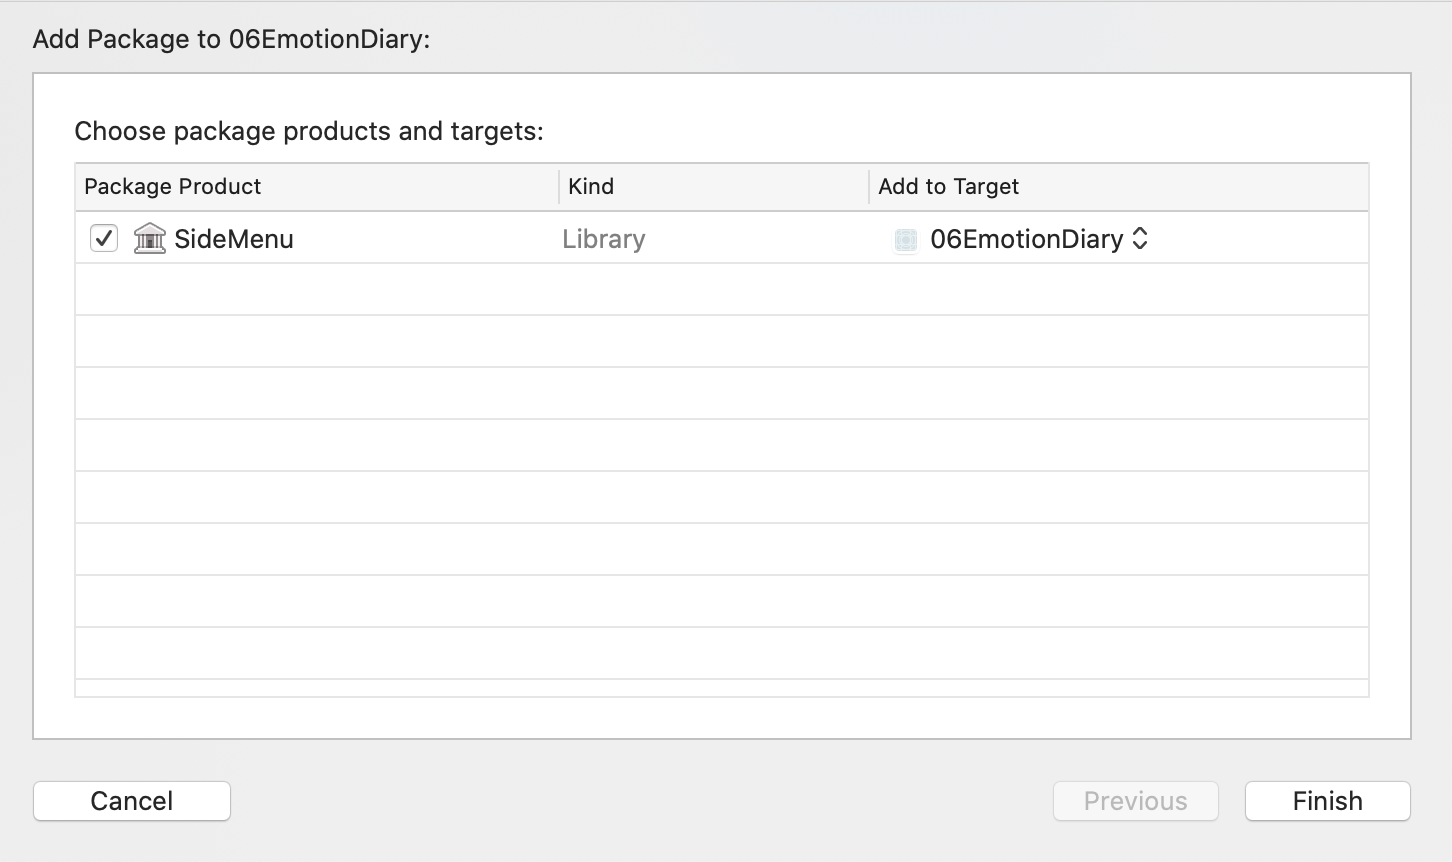 Add Package to 06EmotionDiary:
Choose package products and targets:
Package Product Kind Add to Target
SideMenu Library 06EmotionDiary
Cancel Previous Finish